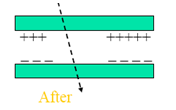 +++ +++++
_ _ _ _ _ _ _ _
After